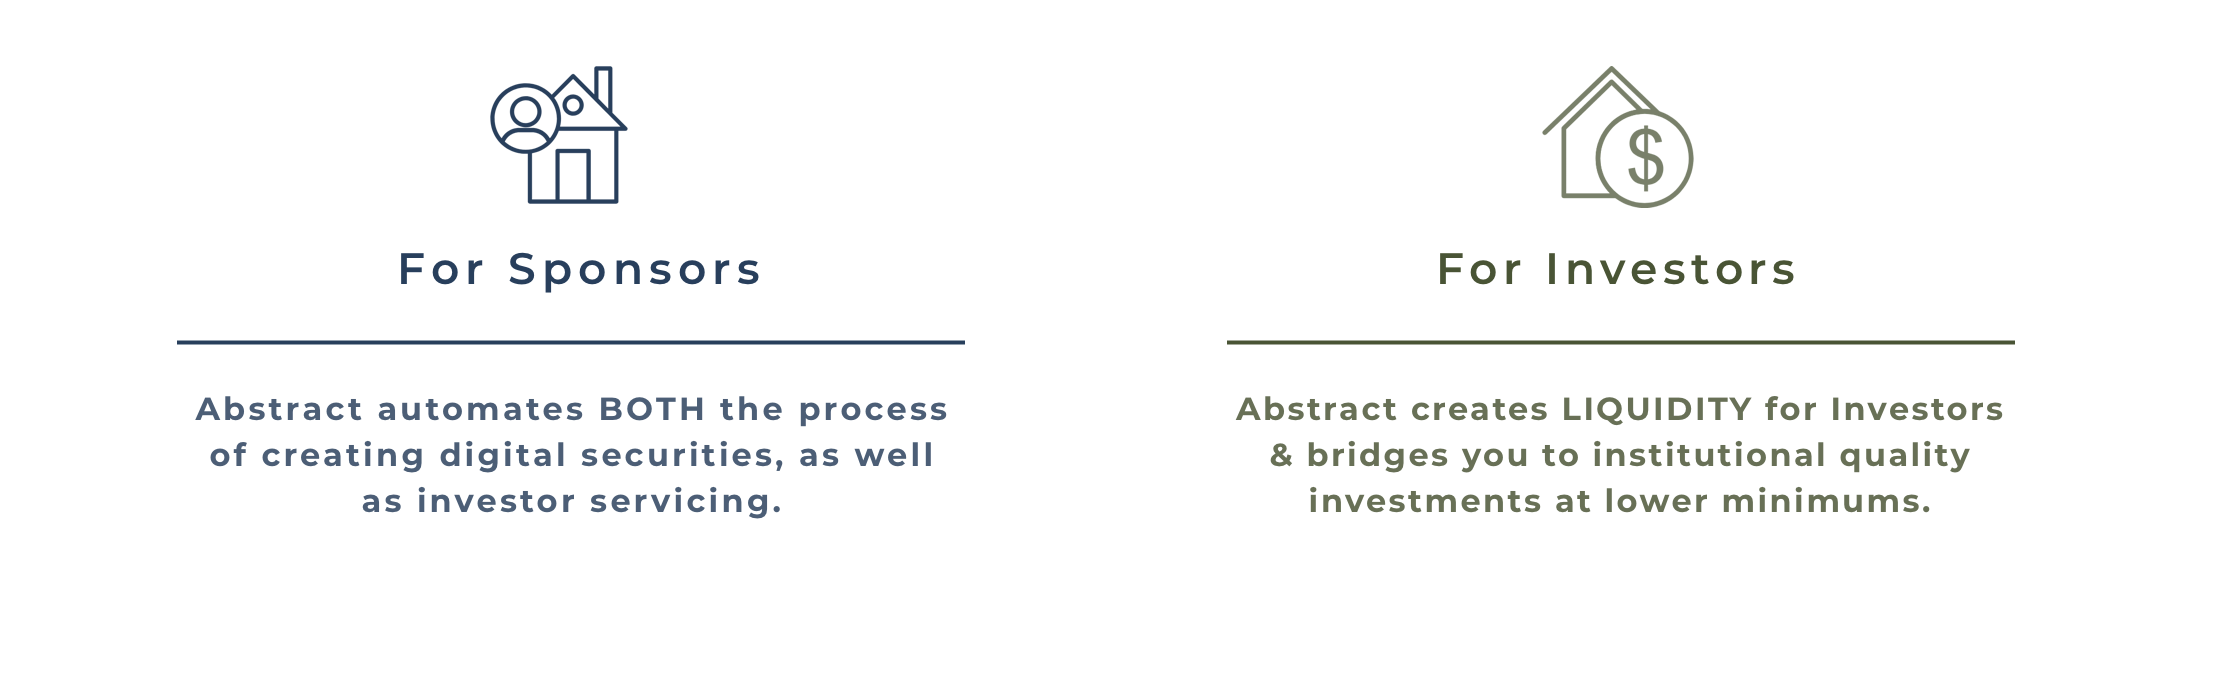 For Sponsors
Abstract automates BOTH the process
of creating digital securities, as well
as investor servicing.
$
For Investors
Abstract creates LIQUIDITY for Investors
& bridges you to institutional quality
investments at lower minimums.